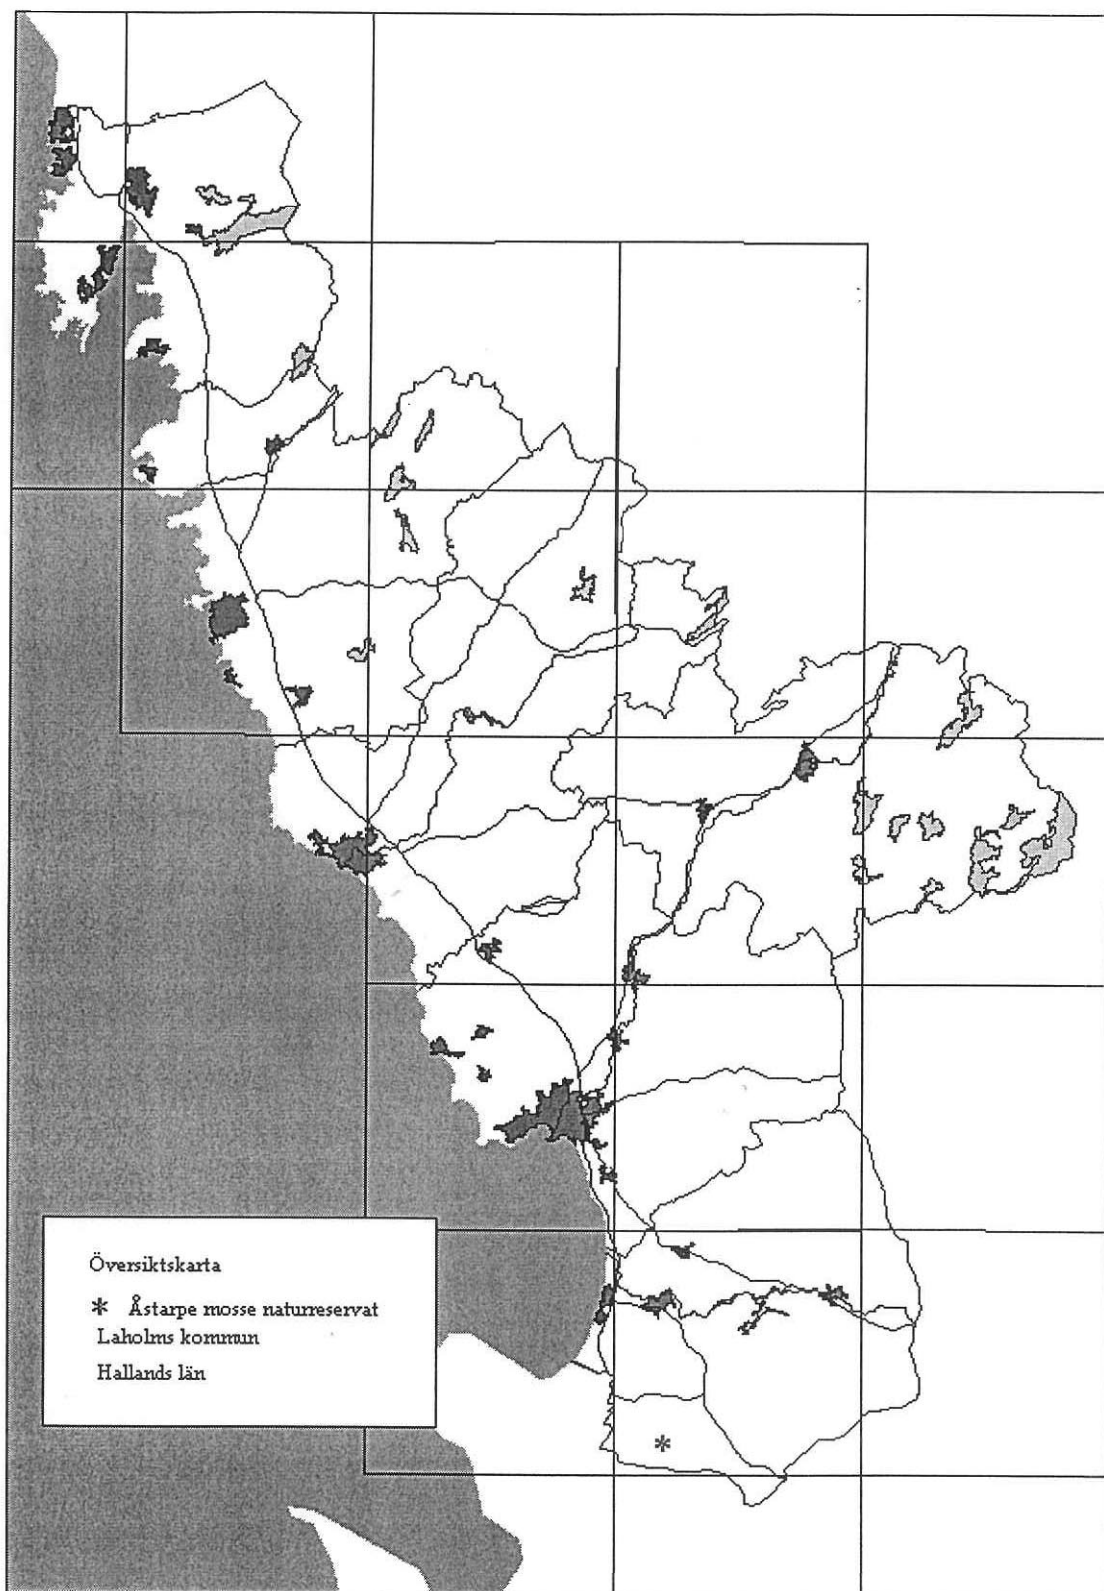 Översiktskarta
* Åstarpe mosse naturreservat
Laholms kommun
Hallands län